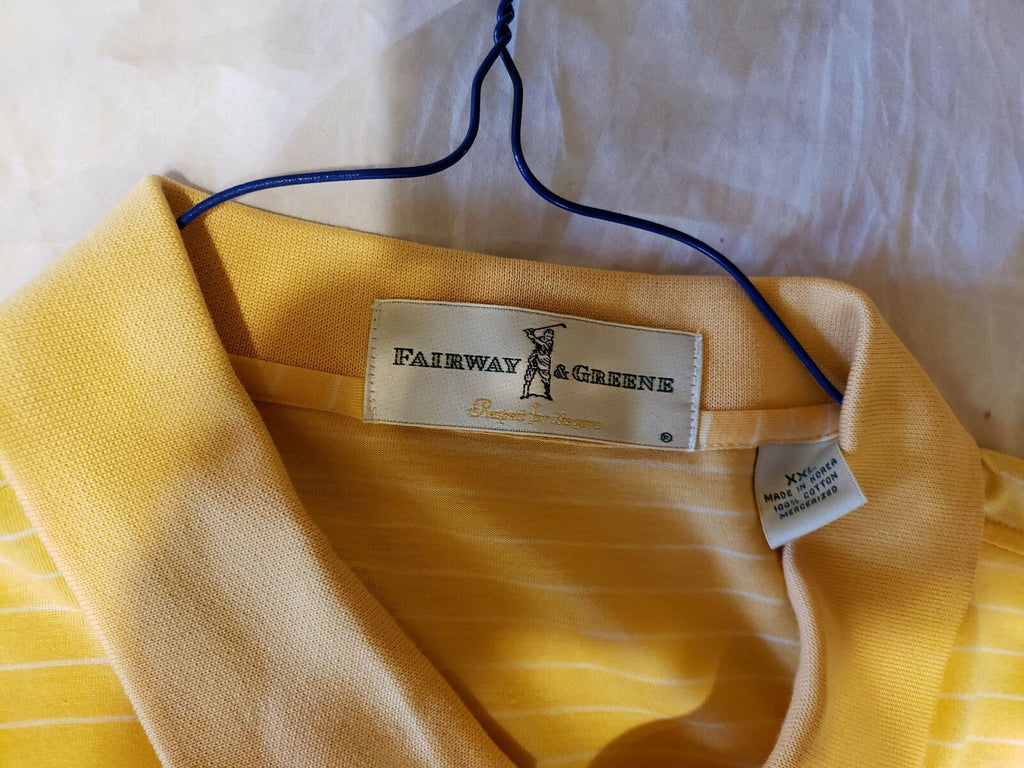 FAIRWAY & GREENE
®
XXL
MADE IN KOREA
100% COTTON
MERCERIZED